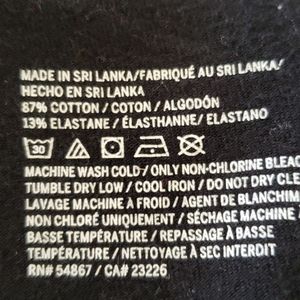 MADE IN SRI LANKA/FABRIQUÉ AU SRI LANKA/
HECHO EN SRI LANKA
87% COTTON / COTON / ALGODÓN
13% ELASTANE / ÉLASTHANNE/ ELASTANO
30
MACHINE WASH COLD/ ONLY NON-CHLORINE BLEAC
TUMBLE DRY LOW / COOL IRON / DO NOT DRY CLE
LAVAGE MACHINE À FROID / AGENT DE BLANCHIM
NON CHLORÉ UNIQUEMENT / SÉCHAGE MACHINE À
BASSE TEMPÉRATURE / REPASSAGE À BASSE
TEMPÉRATURE / NETTOYAGE À SEC INTERDIT
RN# 54867 / CA# 23226